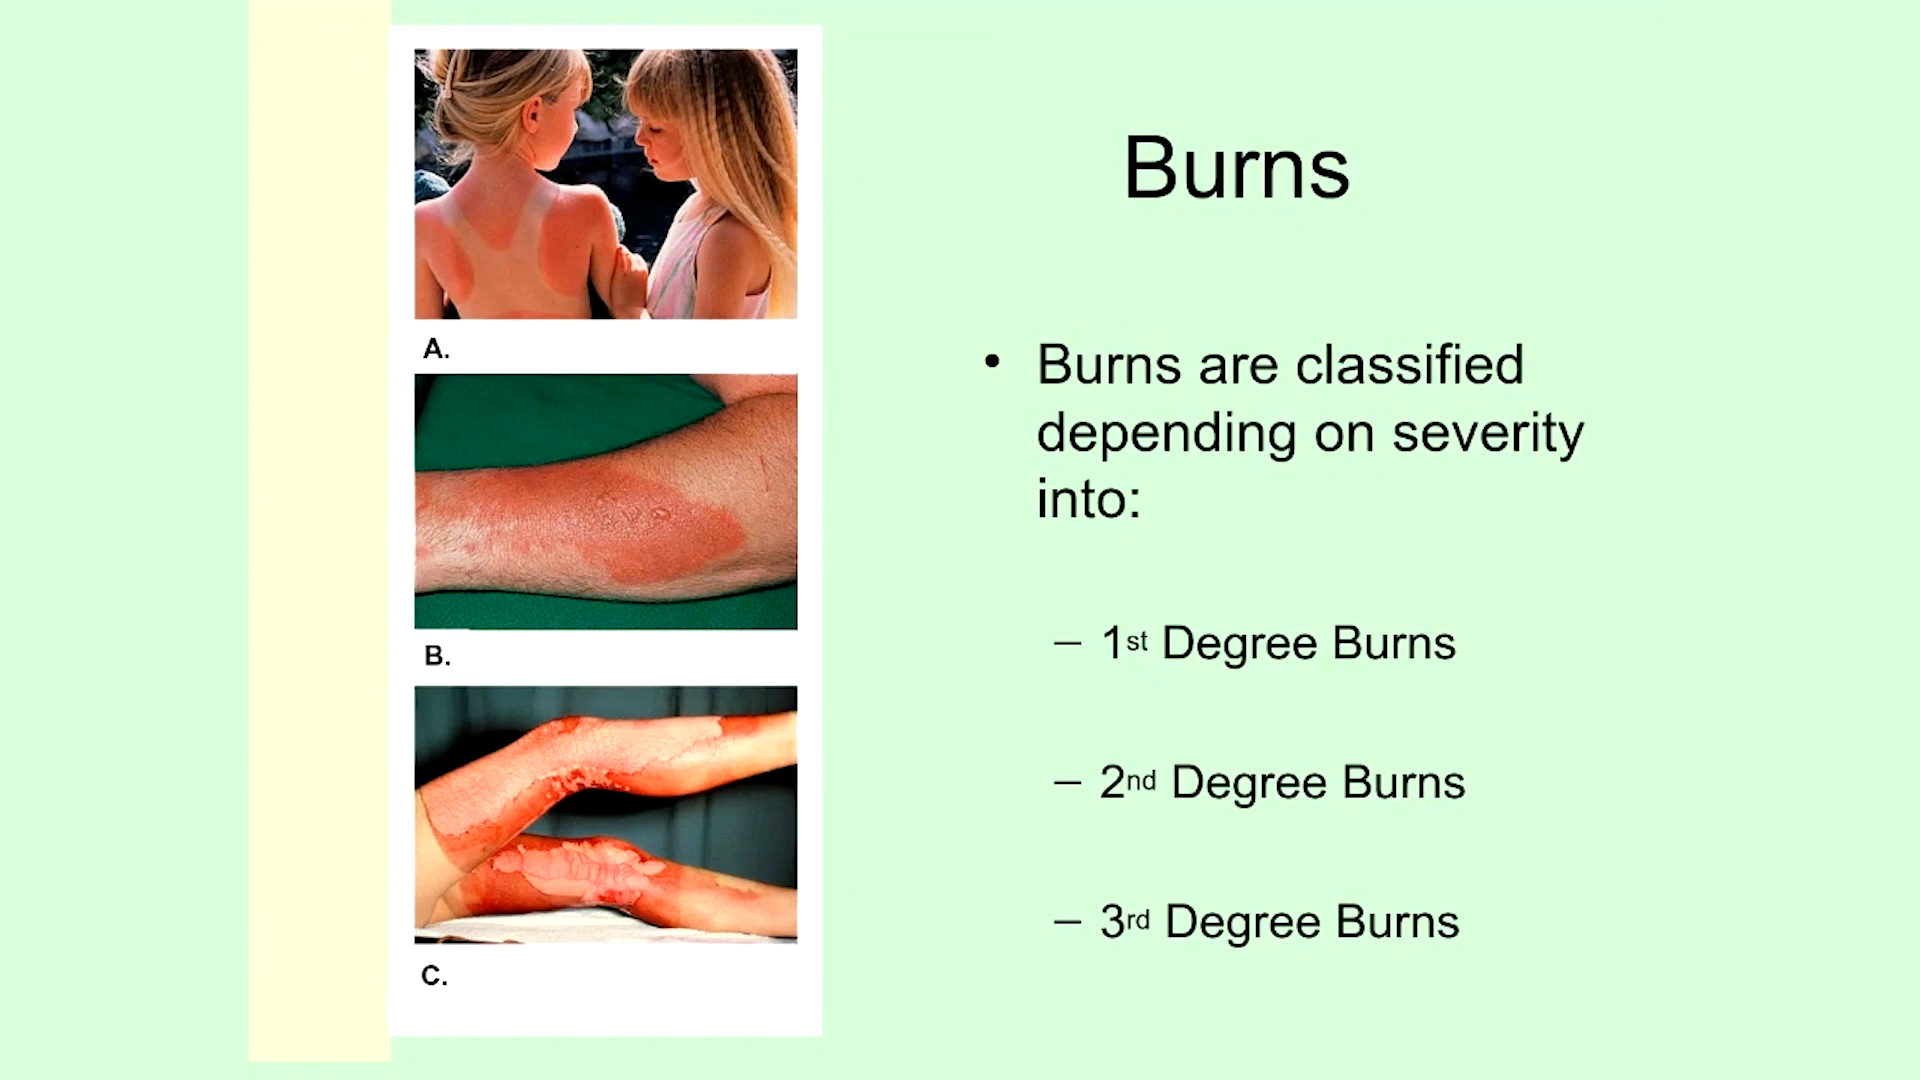 A.
B.
C.
Burns
• Burns are classified
depending on severity
into:
– 1st Degree Burns
– 2nd Degree Burns
– 3rd Degree Burns